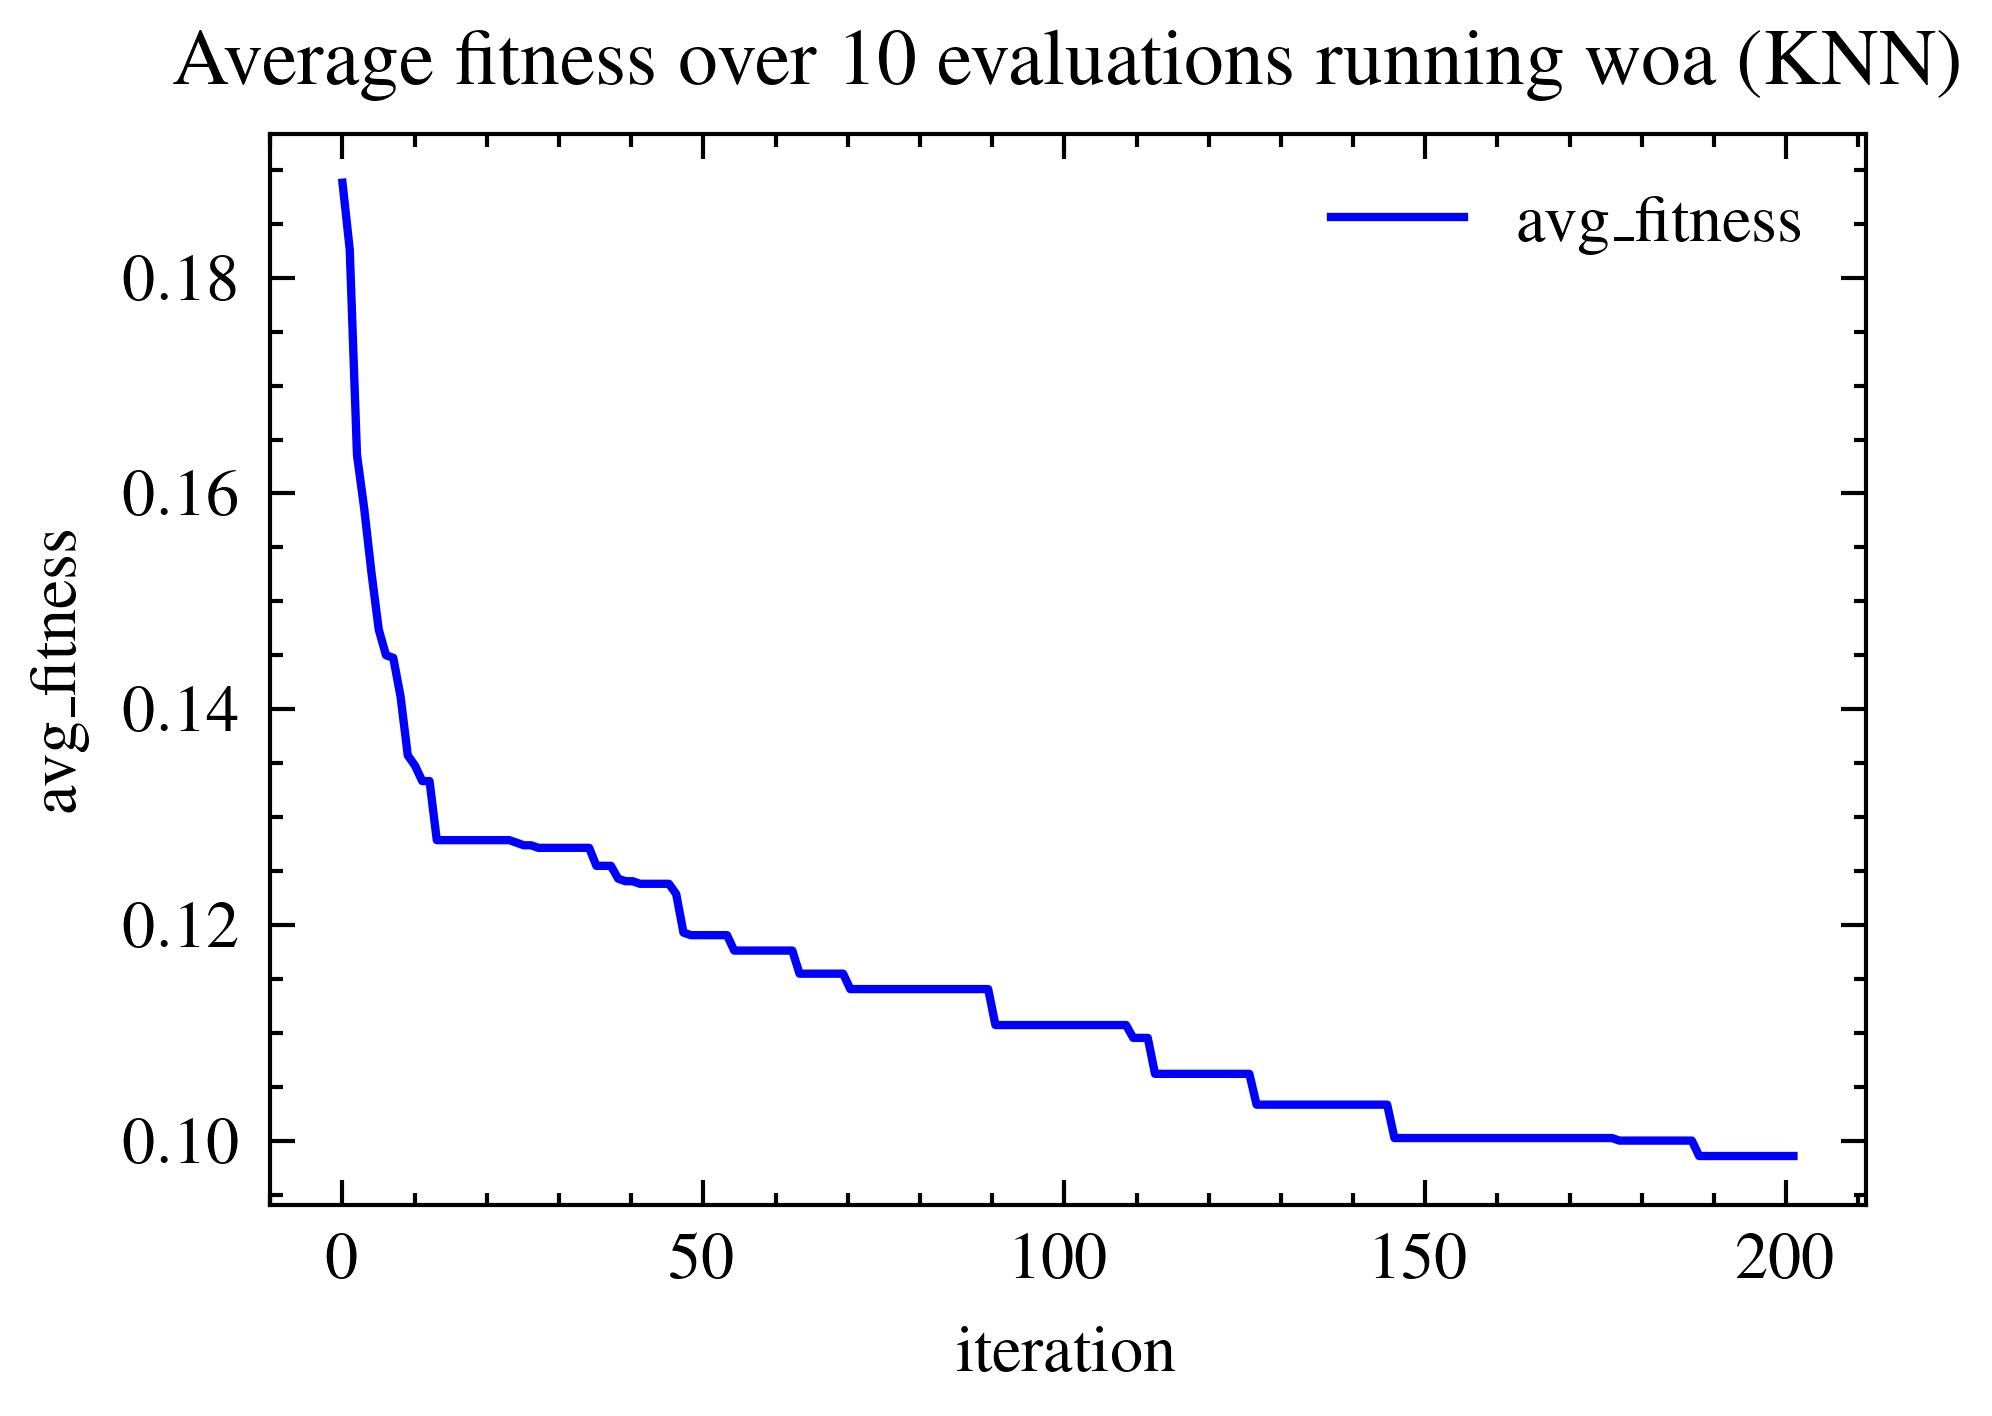 Average fitness over 10 evaluations running woa (KNN)
avg_fitness
0.18
0.16
0.14
0.12
0.10
avg_fitness
0 50 100 150 200
iteration